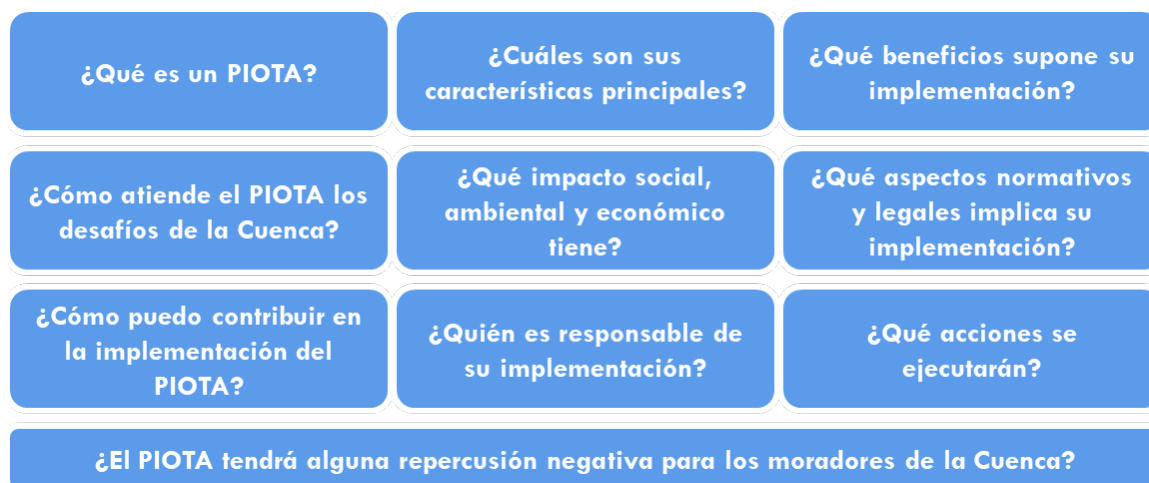 ¿Qué es un PIOTA?
¿Cuáles son sus
características principales?
¿Qué beneficios supone su
implementación?
¿Cómo atiende el PIOTA los
desafíos de la Cuenca?
¿Qué impacto social,
ambiental y económico
tiene?
¿Qué aspectos normativos
y legales implica su
implementación?
¿Cómo puedo contribuir en
la implementación del
PIOTA?
¿Quién es responsable de
su implementación?
¿Qué acciones se
ejecutarán?
¿El PIOTA tendrá alguna repercusión negativa para los moradores de la Cuenca?